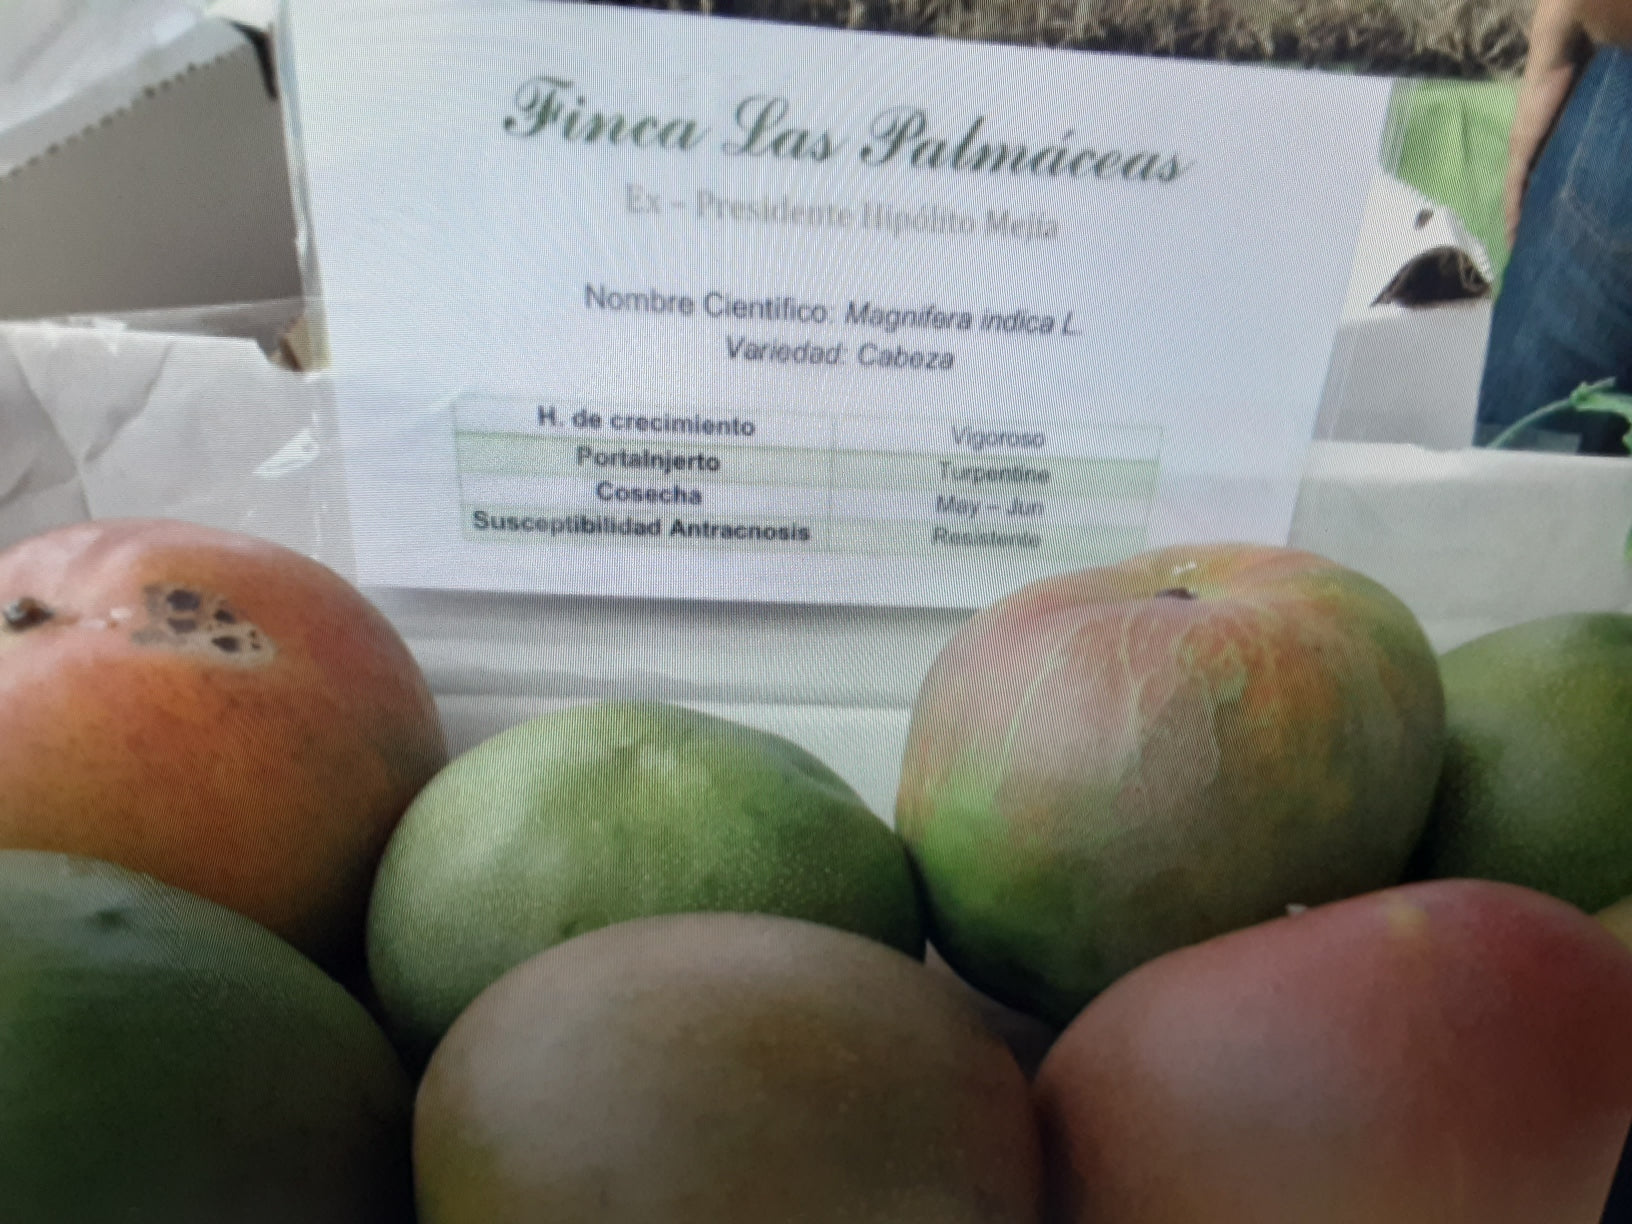 Finca Las Palmáceas
Ex – Presidente Hipólito Mejía
Nombre Científico: Magnifera indica L.
Variedad: Cabeza
H. de crecimiento Vigoroso
PortaInjerto Turpentine
Cosecha May – Jun
Susceptibilidad Antracnosis Resistente